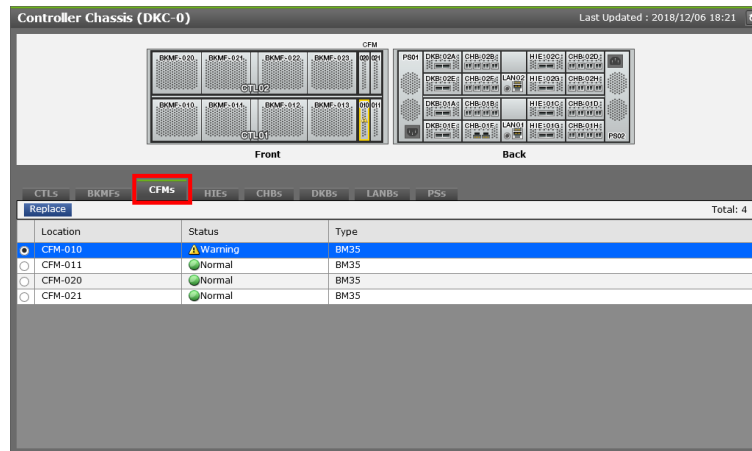 Controller Chassis (DKC-0)
Last Updated : 2018/12/06 18:21
CFM
BKMF-020 BKMF-021 BKMF-022 BKMF-023 020 021
CTL02
BKMF-010 BKMF-011 BKMF-012 BKMF-013 010 011
CTL01
Front
PS01 DKB:02A CHB:02B HIE:02C CHB:02D
DKB:02E CHB:02F LAN02 HIE:02G CHB:02H
DKB:01A CHB:01B HIE:01C CHB:01D
DKB:01E CHB:01F LAN01 HIE:01G CHB:01H
PS02
Back
CTLs BKMFs CFMs HIEs CHBs DKBs LANBs PSs
Replace
Total: 4
Location Status Type
CFM-010 Warning BM35
CFM-011 Normal BM35
CFM-020 Normal BM35
CFM-021 Normal BM35